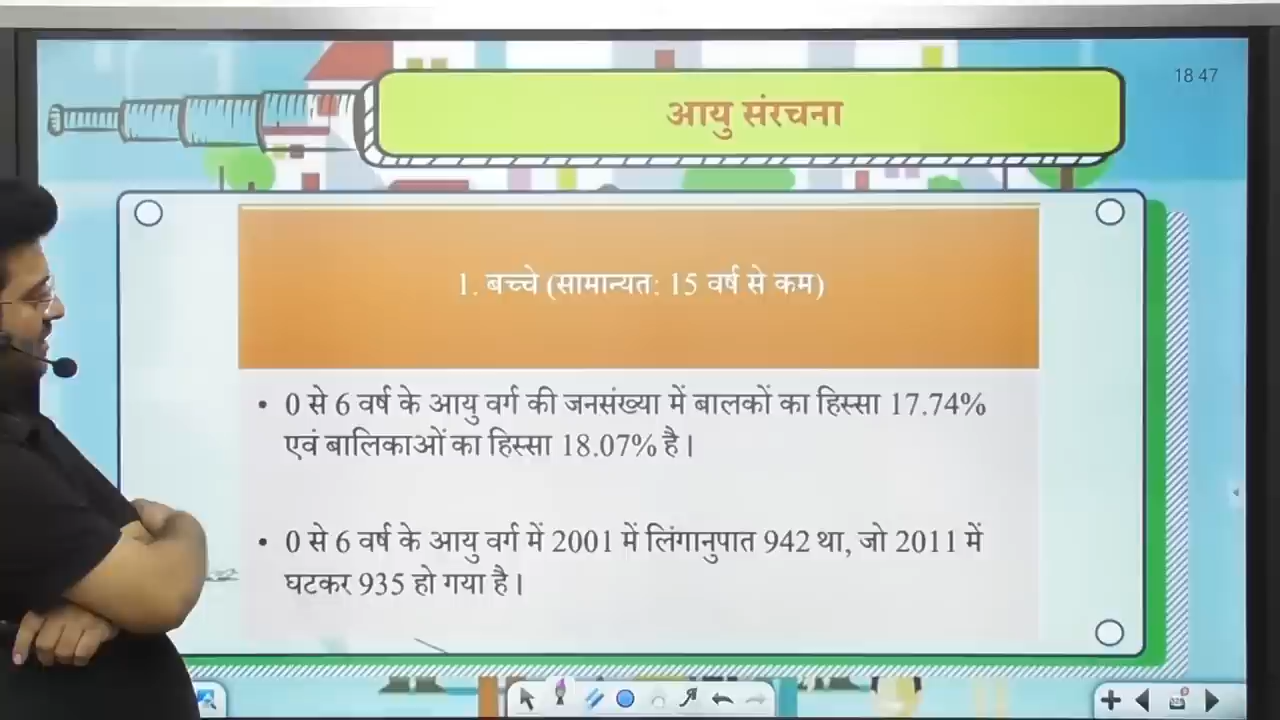 18 47
आयु संरचना
1. बच्चे (सामान्यत: 15 वर्ष से कम)
• 0 से 6 वर्ष के आयु वर्ग की जनसंख्या में बालकों का हिस्सा 17.74%
एवं बालिकाओं का हिस्सा 18.07% है।
• 0 से 6 वर्ष के आयु वर्ग में 2001 में लिंगानुपात 942 था, जो 2011 में
घटकर 935 हो गया है।